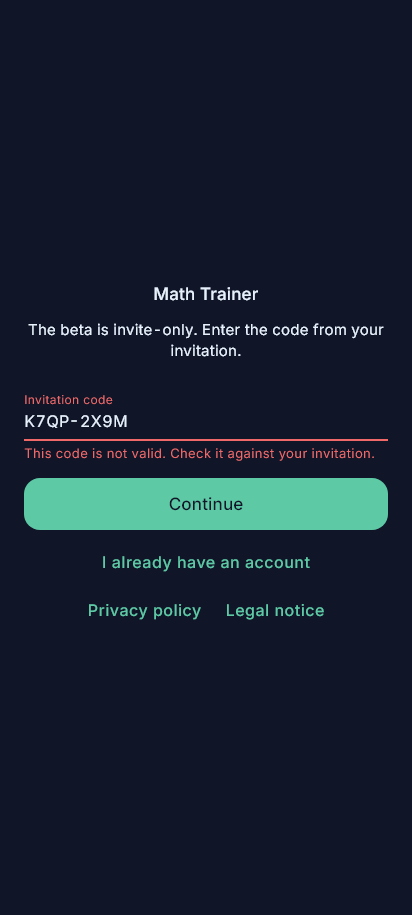 Math Trainer
The beta is invite-only. Enter the code from your
invitation.
Invitation code
K7QP-2X9M
This code is not valid. Check it against your invitation.
Continue
I already have an account
Privacy policy Legal notice